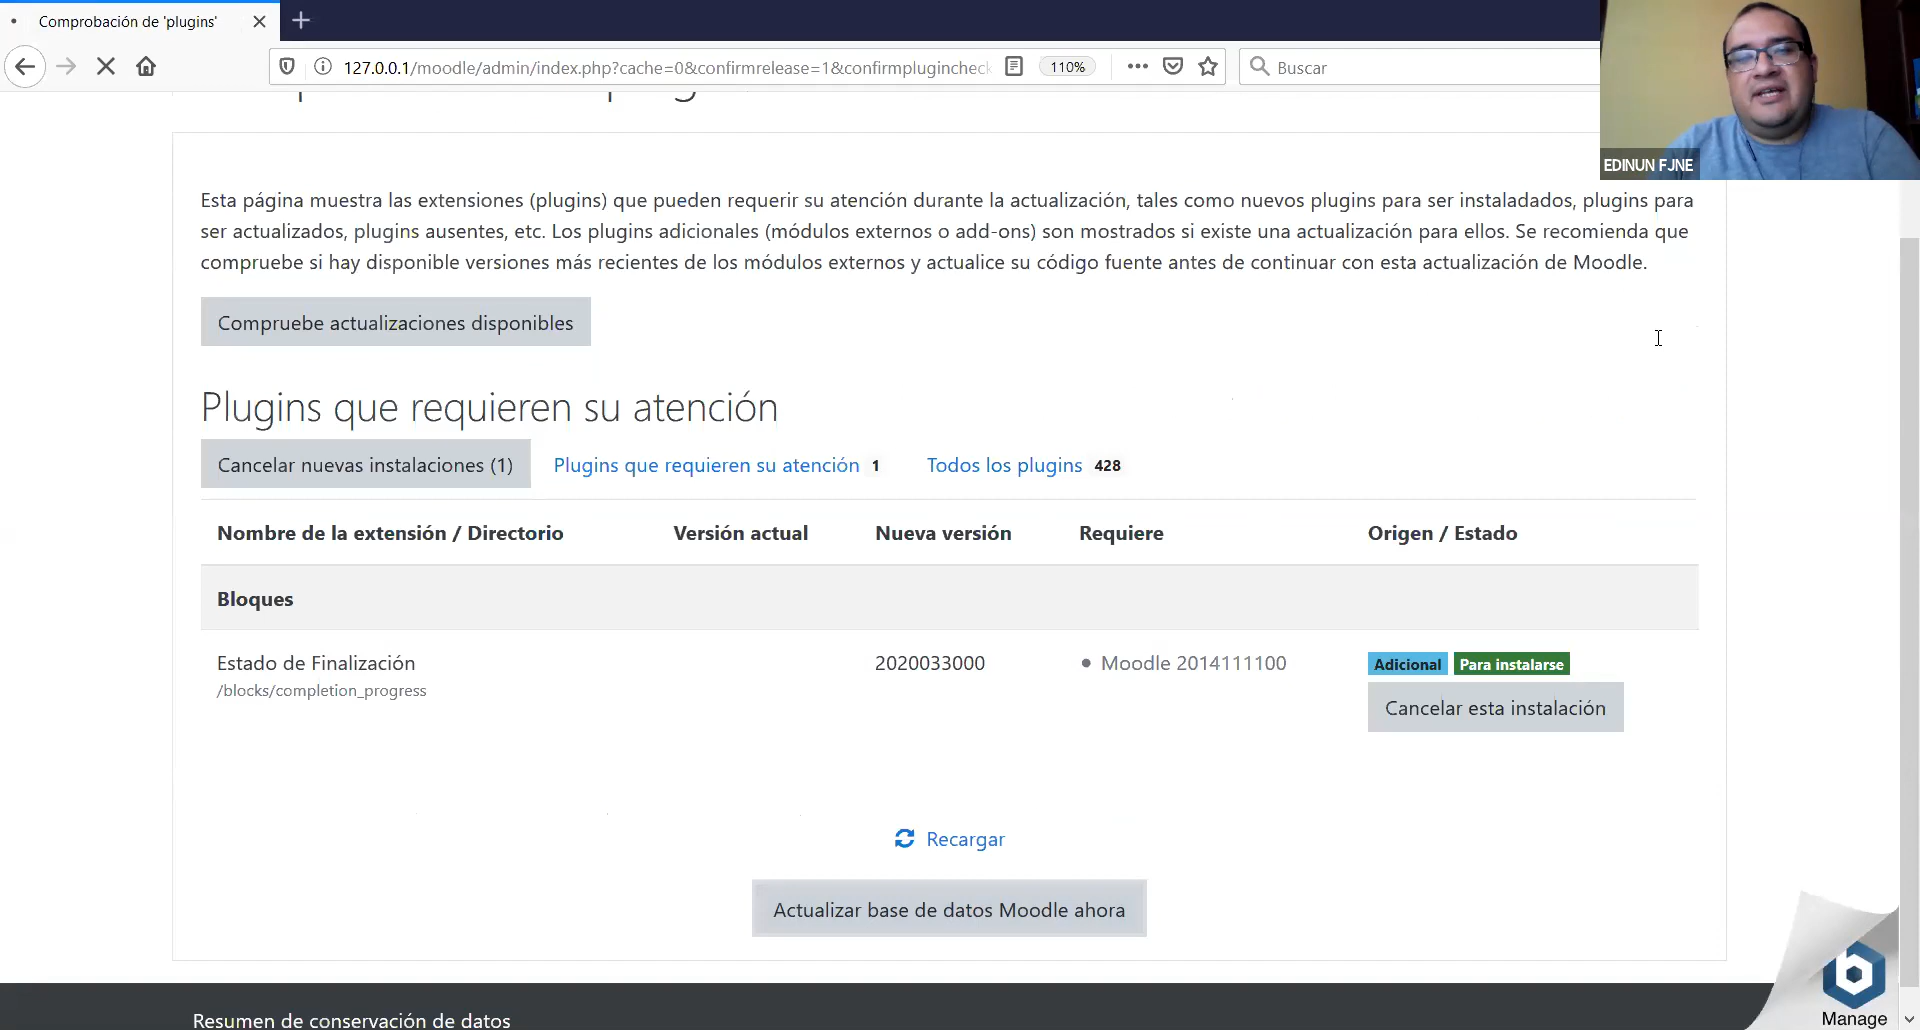 Comprobación de 'plugins'
127.0.0.1/moodle/admin/index.php?cache=0&confirmrelease=1&confirmplugincheck
110%
Buscar
EDINUN FJNE
Esta página muestra las extensiones (plugins) que pueden requerir su atención durante la actualización, tales como nuevos plugins para ser instaladados, plugins para
ser actualizados, plugins ausentes, etc. Los plugins adicionales (módulos externos o add-ons) son mostrados si existe una actualización para ellos. Se recomienda que
compruebe si hay disponible versiones más recientes de los módulos externos y actualice su código fuente antes de continuar con esta actualización de Moodle.
Compruebe actualizaciones disponibles
Plugins que requieren su atención
Cancelar nuevas instalaciones (1) Plugins que requieren su atención 1 Todos los plugins 428
Nombre de la extensión / Directorio Versión actual Nueva versión Requiere Origen / Estado
Bloques
Estado de Finalización 2020033000 Moodle 2014111100 Adicional Para instalarse
/blocks/completion_progress
Cancelar esta instalación
Recargar
Actualizar base de datos Moodle ahora
Resumen de conservación de datos
Manage